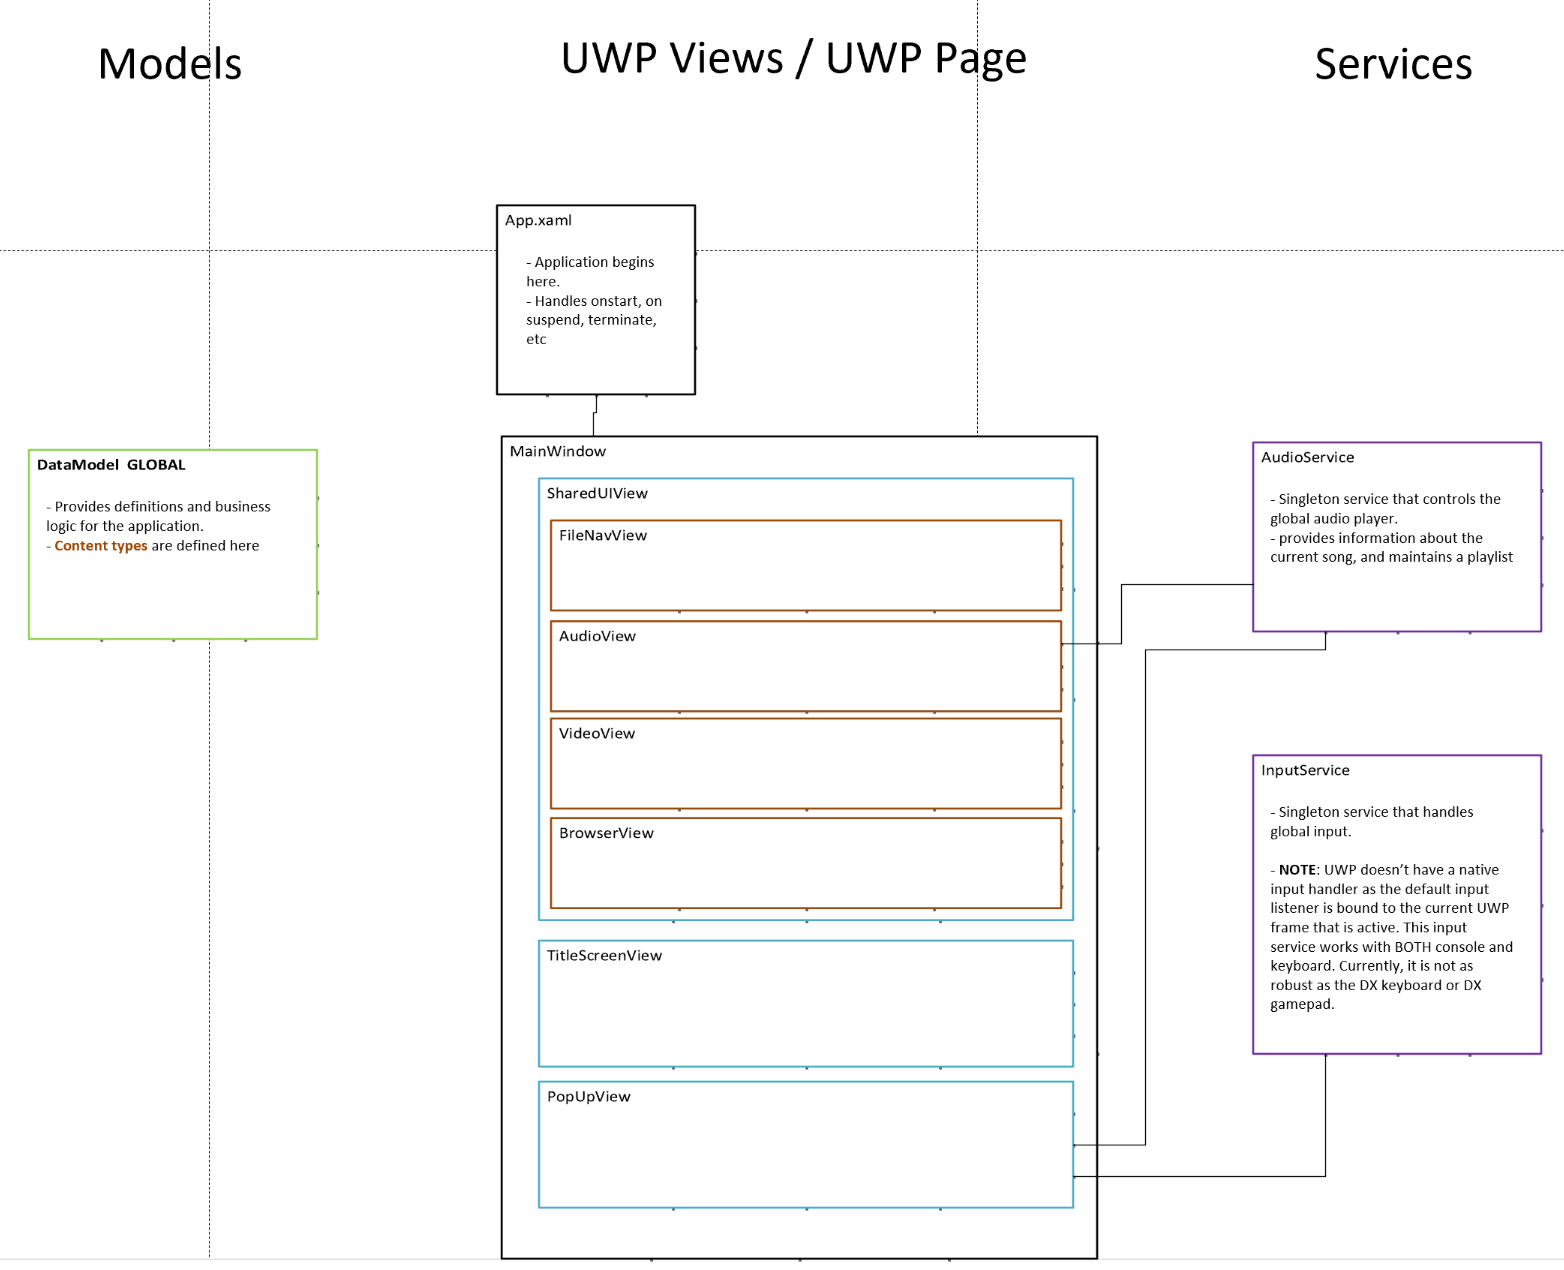 Models
UWP Views / UWP Page
Services
App.xaml
- Application begins
here.
- Handles onstart, on
suspend, terminate,
etc
DataModel  GLOBAL
- Provides definitions and business
logic for the application.
- Content types are defined here
MainWindow
SharedUIView
FileNavView
AudioView
VideoView
BrowserView
TitleScreenView
PopUpView
AudioService
- Singleton service that controls the
global audio player.
- provides information about the
current song, and maintains a playlist
InputService
- Singleton service that handles
global input.
- NOTE: UWP doesn’t have a native
input handler as the default input
listener is bound to the current UWP
frame that is active. This input
service works with BOTH console and
keyboard. Currently, it is not as
robust as the DX keyboard or DX
gamepad.